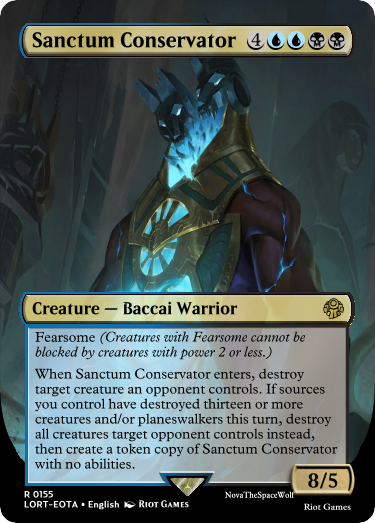 Sanctum Conservator 4
Creature — Baccai Warrior
Fearsome (Creatures with Fearsome cannot be
blocked by creatures with power 2 or less.)
When Sanctum Conservator enters, destroy
target creature an opponent controls. If sources
you control have destroyed thirteen or more
creatures and/or planeswalkers this turn, destroy
all creatures target opponent controls instead,
then create a token copy of Sanctum Conservator
with no abilities.
8/5
R 0155
LORT-EOTA • English Riot Games
NovaTheSpaceWolf
Riot Games